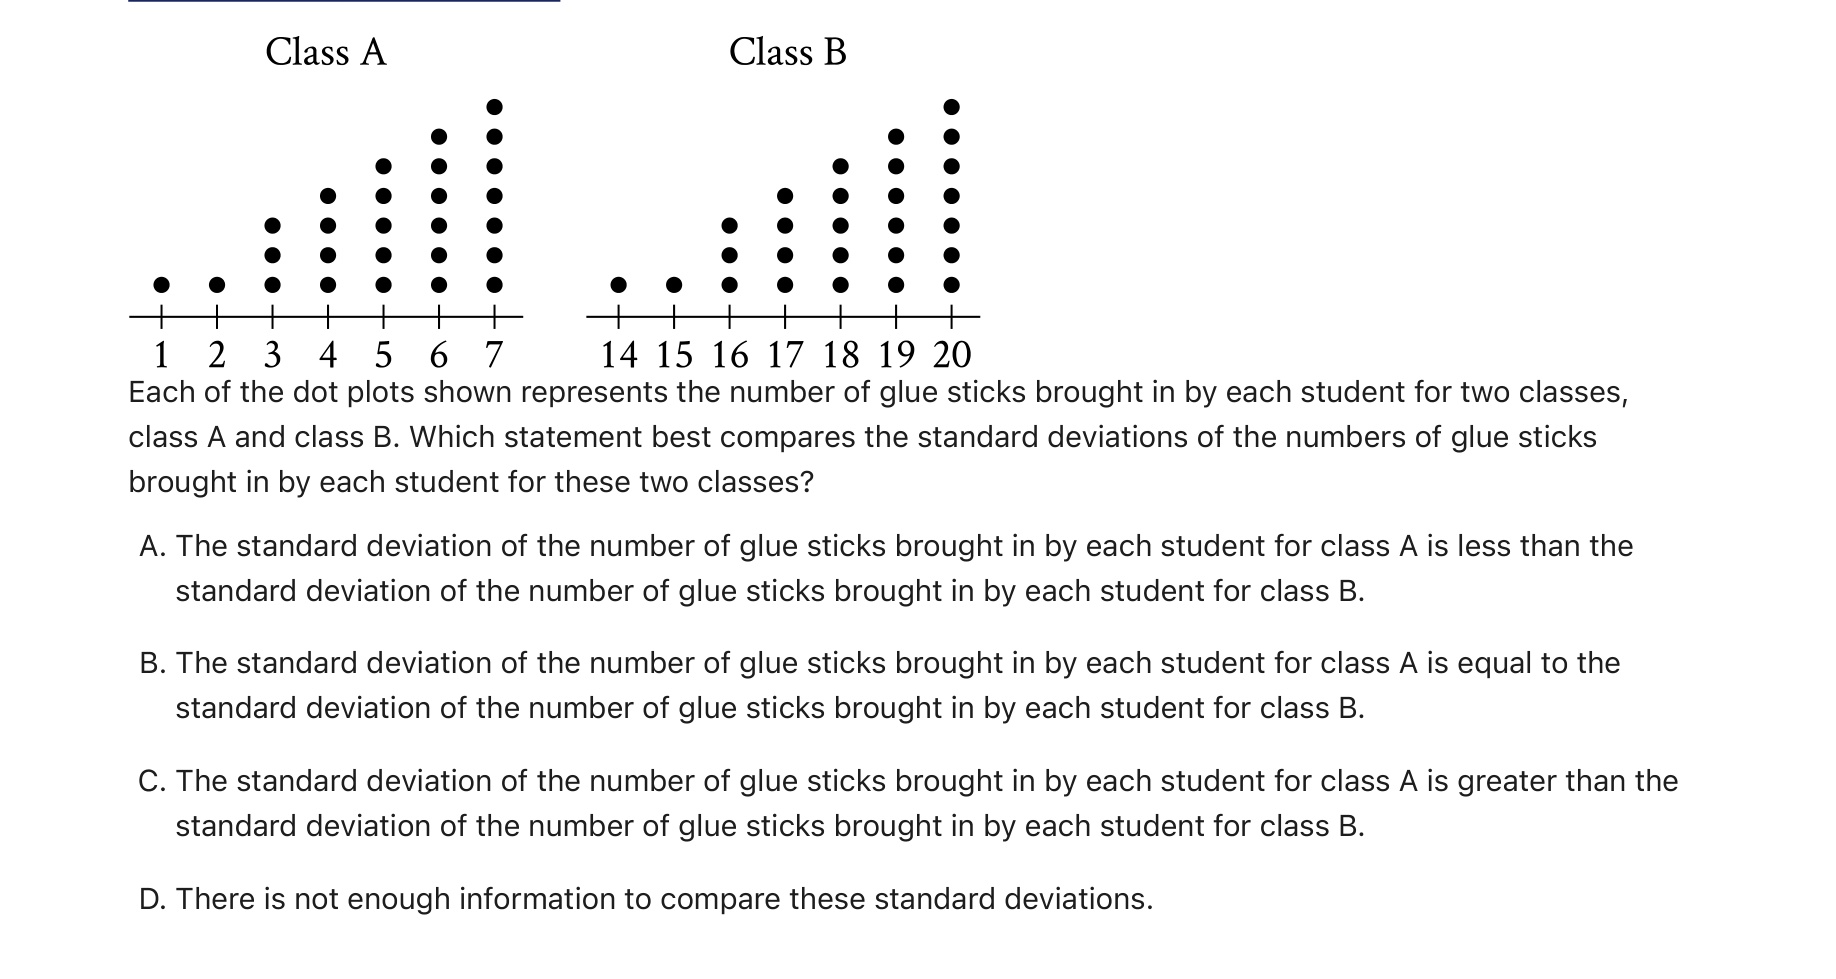 Class A
Class B
1 2 3 4 5 6 7
14 15 16 17 18 19 20
Each of the dot plots shown represents the number of glue sticks brought in by each student for two classes,
class A and class B. Which statement best compares the standard deviations of the numbers of glue sticks
brought in by each student for these two classes?
A. The standard deviation of the number of glue sticks brought in by each student for class A is less than the
standard deviation of the number of glue sticks brought in by each student for class B.
B. The standard deviation of the number of glue sticks brought in by each student for class A is equal to the
standard deviation of the number of glue sticks brought in by each student for class B.
C. The standard deviation of the number of glue sticks brought in by each student for class A is greater than the
standard deviation of the number of glue sticks brought in by each student for class B.
D. There is not enough information to compare these standard deviations.